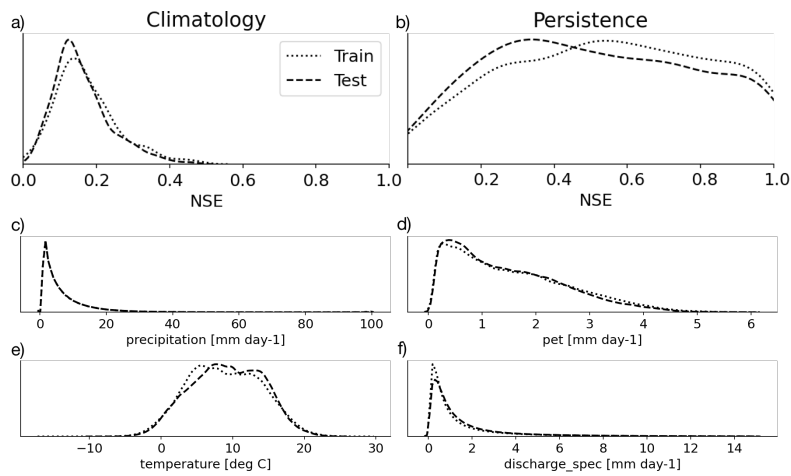 a)
Climatology
b)
Persistence
Train
Test
0.0 0.2 0.4 0.6 0.8 1.0
NSE
0.2 0.4 0.6 0.8 1.0
NSE
c)
0 20 40 60 80 100
precipitation [mm day-1]
d)
0 1 2 3 4 5 6
pet [mm day-1]
e)
−10 0 10 20 30
temperature [deg C]
f)
0 2 4 6 8 10 12 14
discharge_spec [mm day-1]